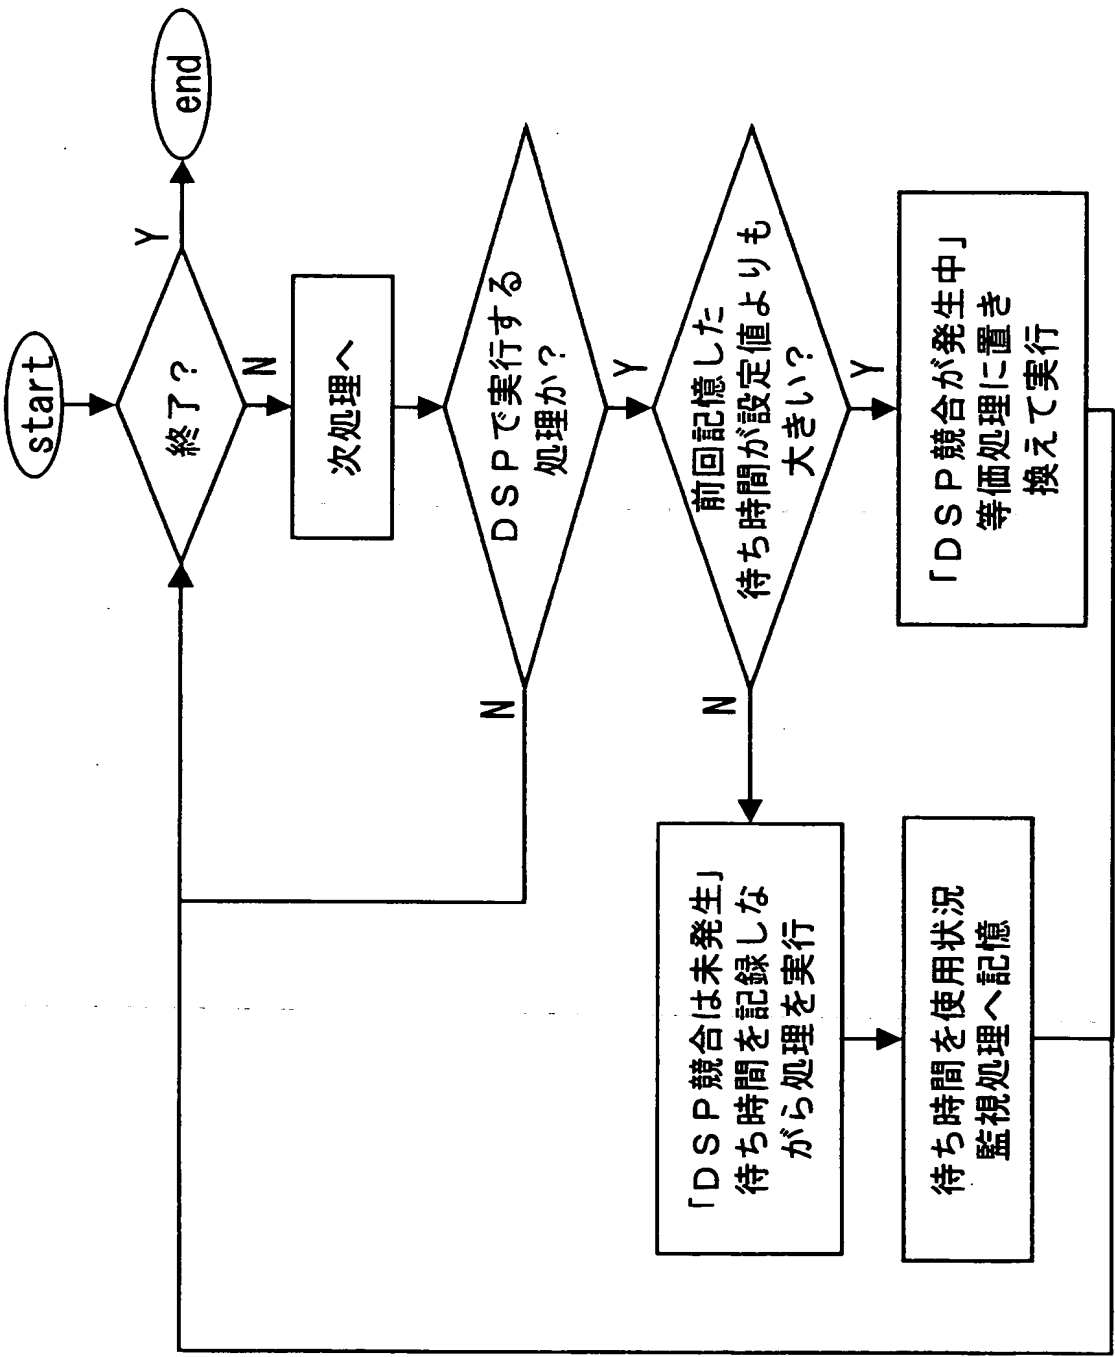 start
終了?
Y
end
N
次処理へ
DSPで実行する
処理か?
N
Y
前回記憶した
待ち時間が設定値よりも
大きい?
N
Y
「DSP競合は未発生」
待ち時間を記録しな
がら処理を実行
待ち時間を使用状況
監視処理へ記憶
「DSP競合が発生中」
等価処理に置き
換えて実行